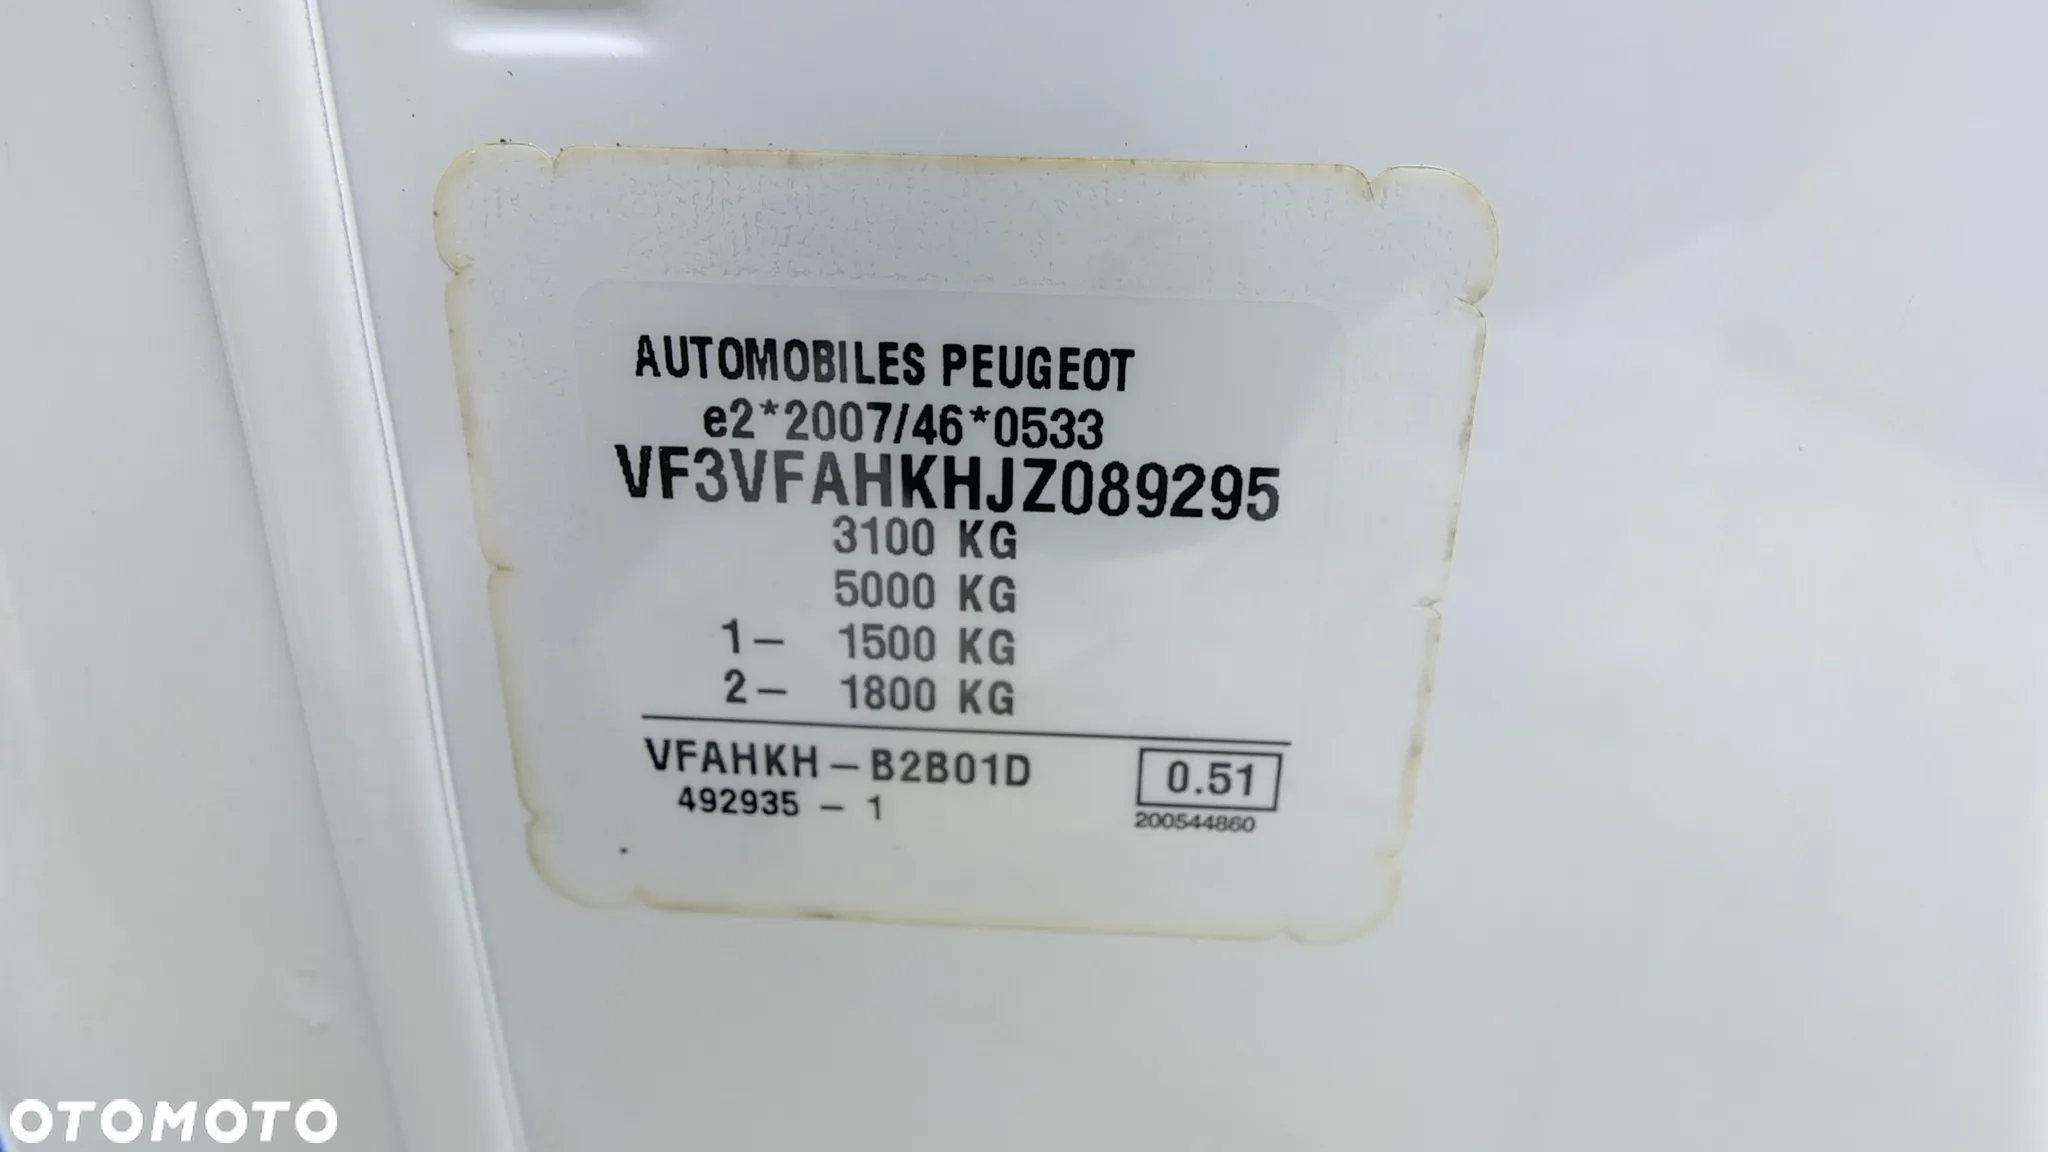 AUTOMOBILES PEUGEOT
e2*2007/46*0533
VF3VFAHKHJZ089295
3100 KG
5000 KG
1- 1500 KG
2- 1800 KG
VFAHKH-B2B01D
0.51
492935 - 1
200544860
OTOMOTO